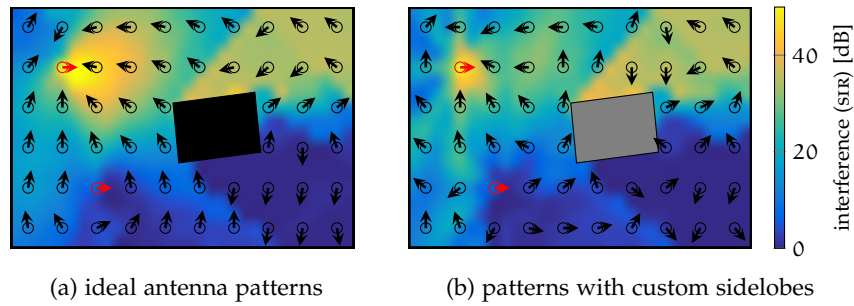 40
20
0
interference (SIR) [dB]
(a) ideal antenna patterns
(b) patterns with custom sidelobes